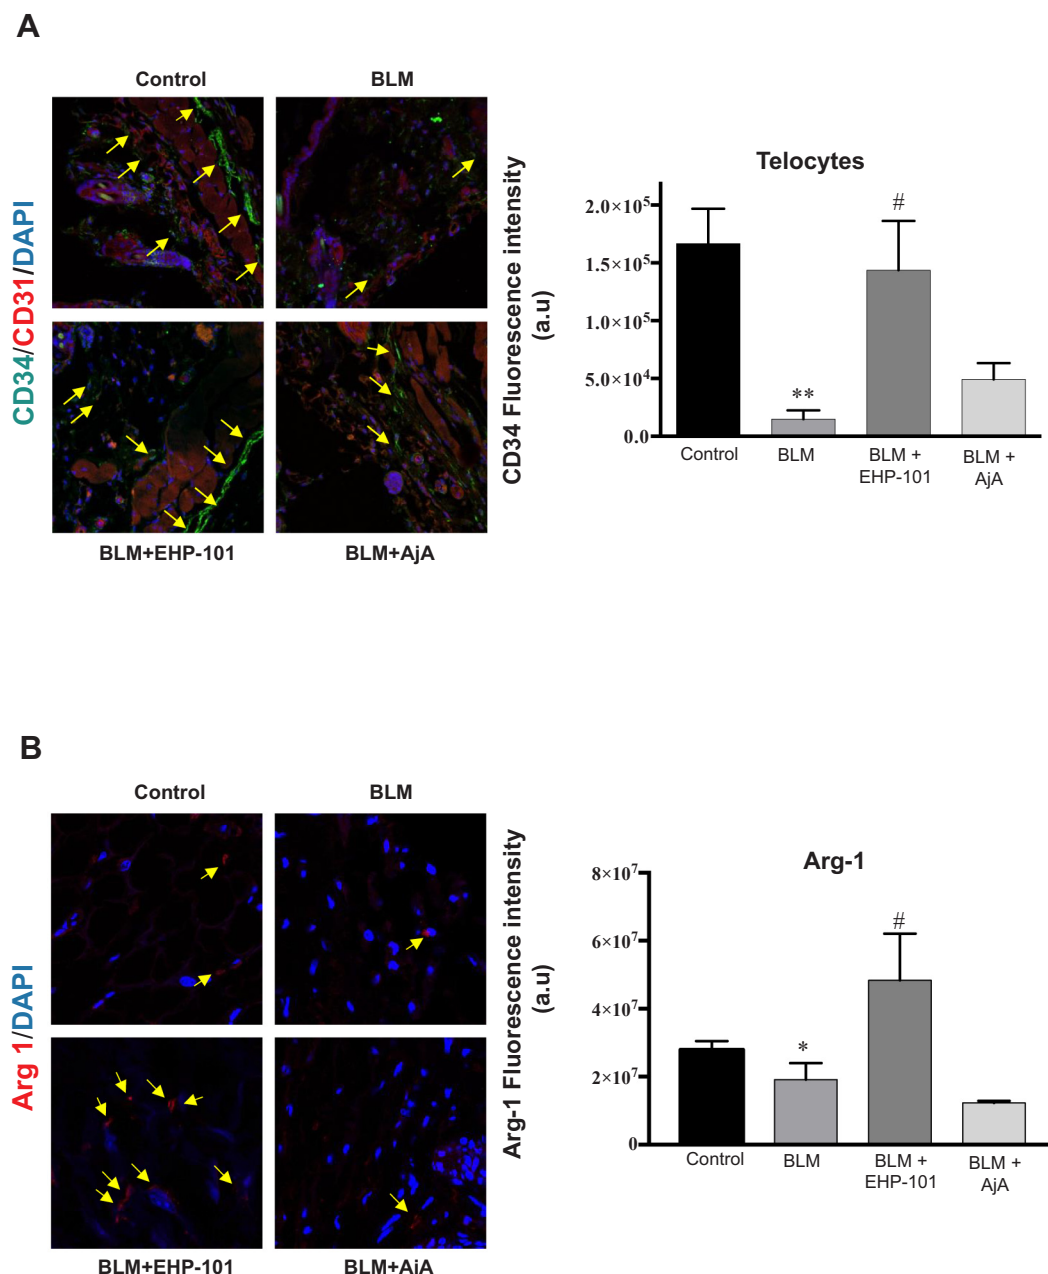 A
Control
BLM
CD34/CD31/DAPI
BLM+EHP-101
BLM+AjA
CD34 Fluorescence intensity
(a.u)
Telocytes
2.0×10⁵
1.5×10⁵
1.0×10⁵
5.0×10⁴
0.0
**
#
Control
BLM
BLM +
EHP-101
BLM +
AjA
B
Control
BLM
Arg 1/DAPI
BLM+EHP-101
BLM+AjA
Arg-1 Fluorescence intensity
(a.u)
Arg-1
8×10⁷
6×10⁷
4×10⁷
2×10⁷
0
*
#
Control
BLM
BLM +
EHP-101
BLM +
AjA